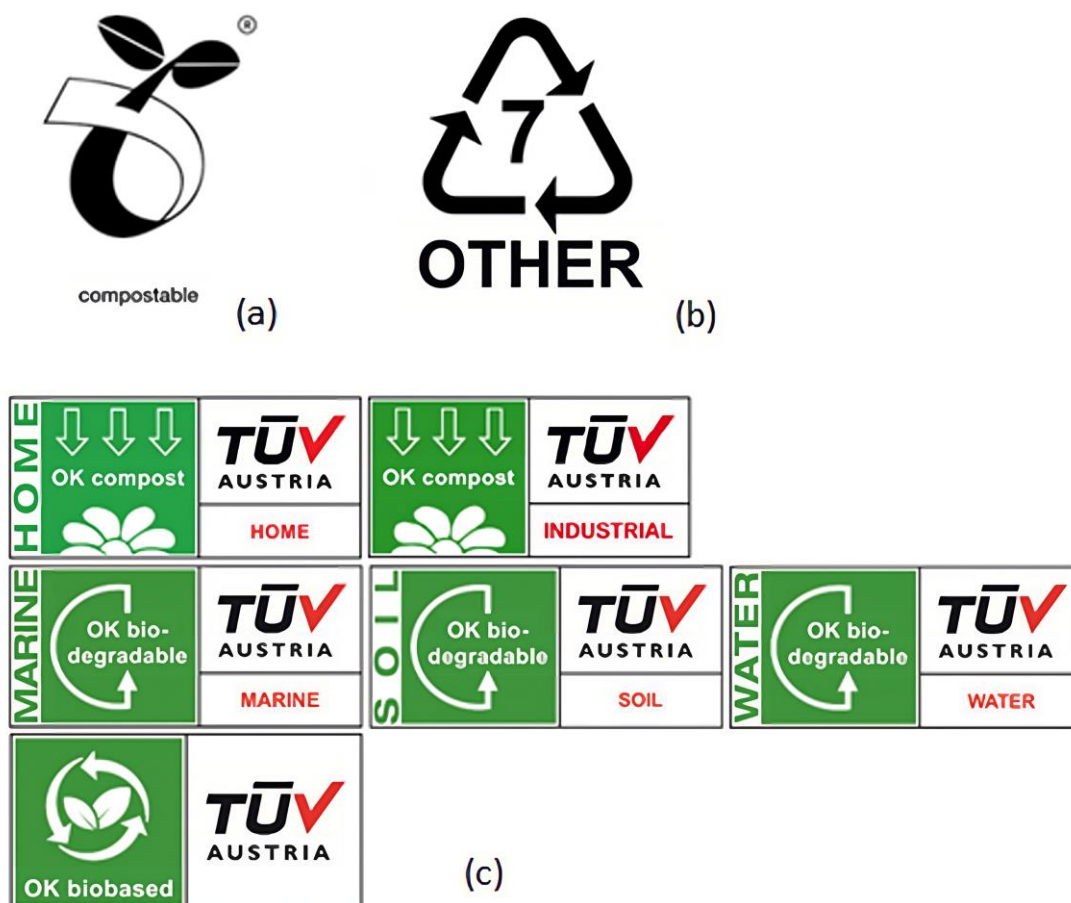 ®
compostable
(a)
7
OTHER
(b)
HOME
OK compost
TÜV
AUSTRIA
HOME
OK compost
TÜV
AUSTRIA
INDUSTRIAL
MARINE
OK bio-
degradable
TÜV
AUSTRIA
MARINE
SOIL
OK bio-
degradable
TÜV
AUSTRIA
SOIL
WATER
OK bio-
degradable
TÜV
AUSTRIA
WATER
OK biobased
TÜV
AUSTRIA
(c)